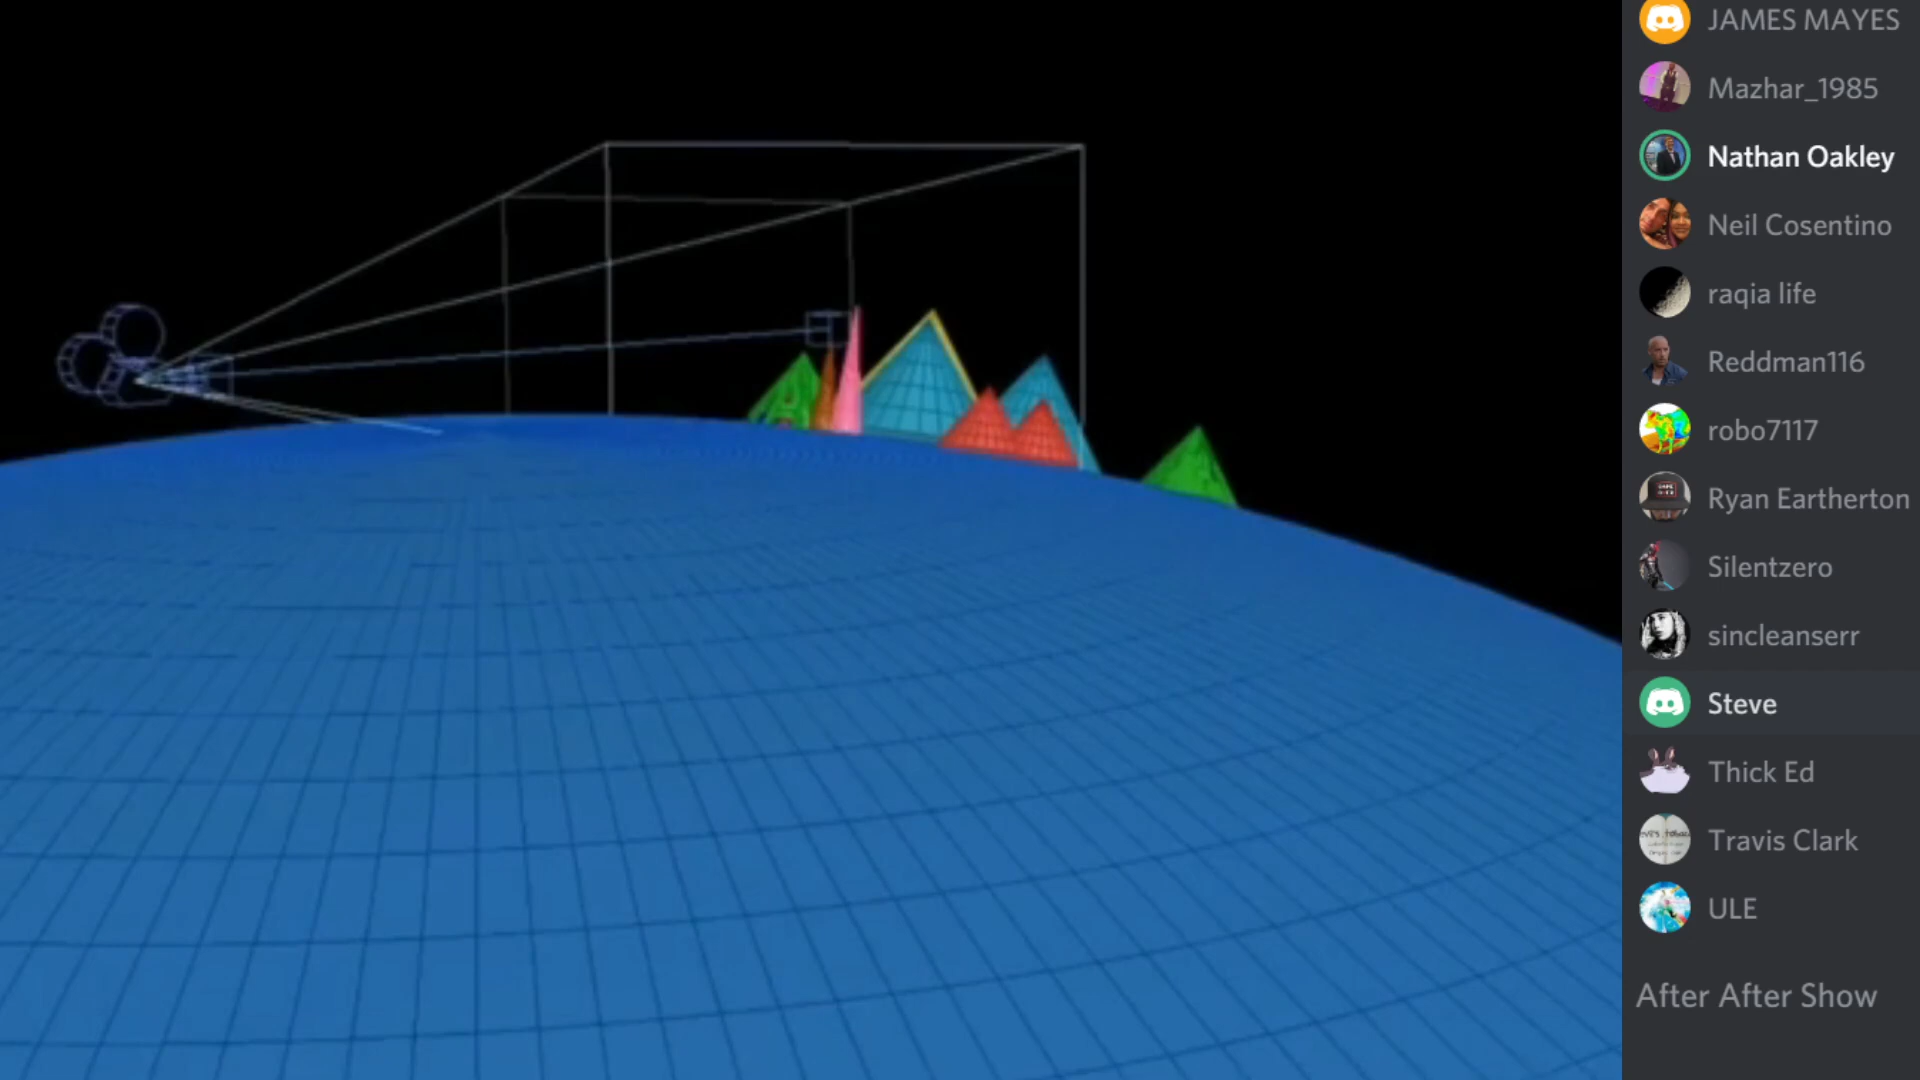 JAMES MAYES
Mazhar_1985
Nathan Oakley
Neil Cosentino
raqia life
Reddman116
robo7117
Ryan Eartherton
Silentzero
sincleanserr
Steve
Thick Ed
Travis Clark
ULE
After After Show